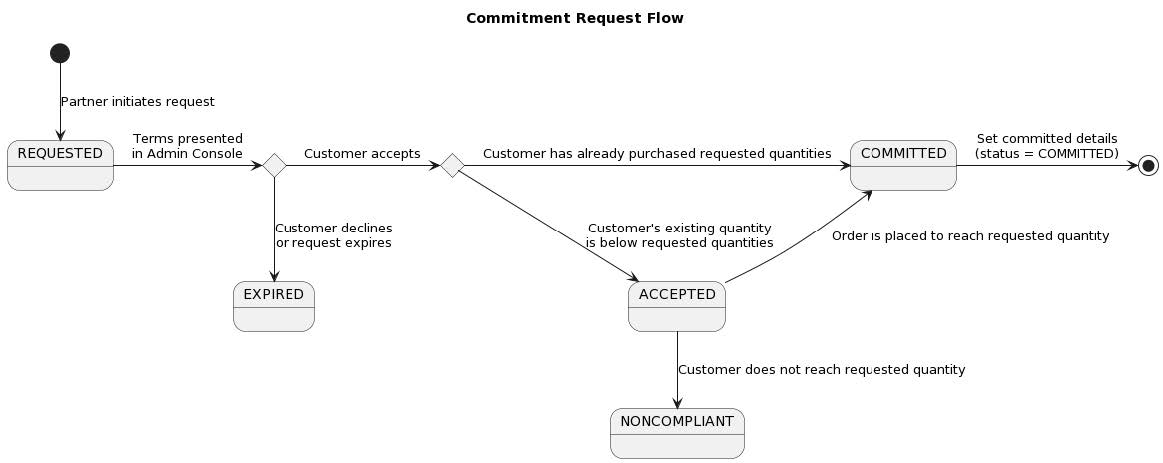 Commitment Request Flow
Partner initiates request
REQUESTED
Terms presented
in Admin Console
Customer accepts
Customer has already purchased requested quantities
COMMITTED
Set committed details
(status = COMMITTED)
Customer declines
or request expires
Customer's existing quantity
is below requested quantities
Order is placed to reach requested quantity
EXPIRED
ACCEPTED
Customer does not reach requested quantity
NONCOMPLIANT